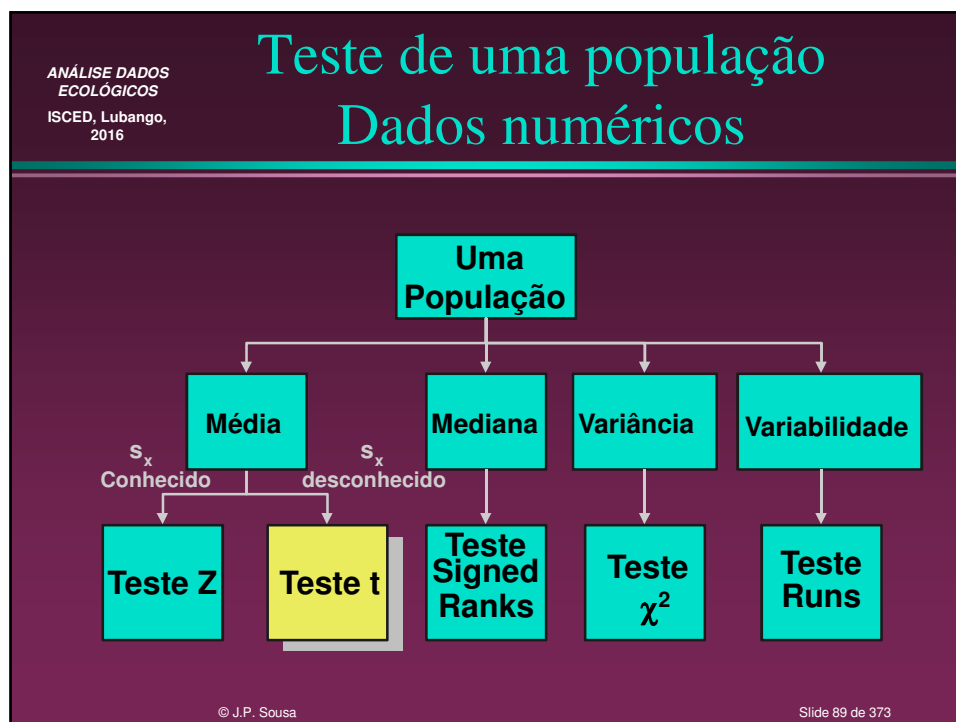 ANÁLISE DADOS
ECOLÓGICOS
ISCED, Lubango,
2016
Teste de uma população
Dados numéricos
Uma
População
Média
Mediana
Variância
Variabilidade
sx
Conhecido
sx
desconhecido
Teste Z
Teste t
Teste
Signed
Ranks
Teste
χ²
Teste
Runs
© J.P. Sousa
Slide 89 de 373